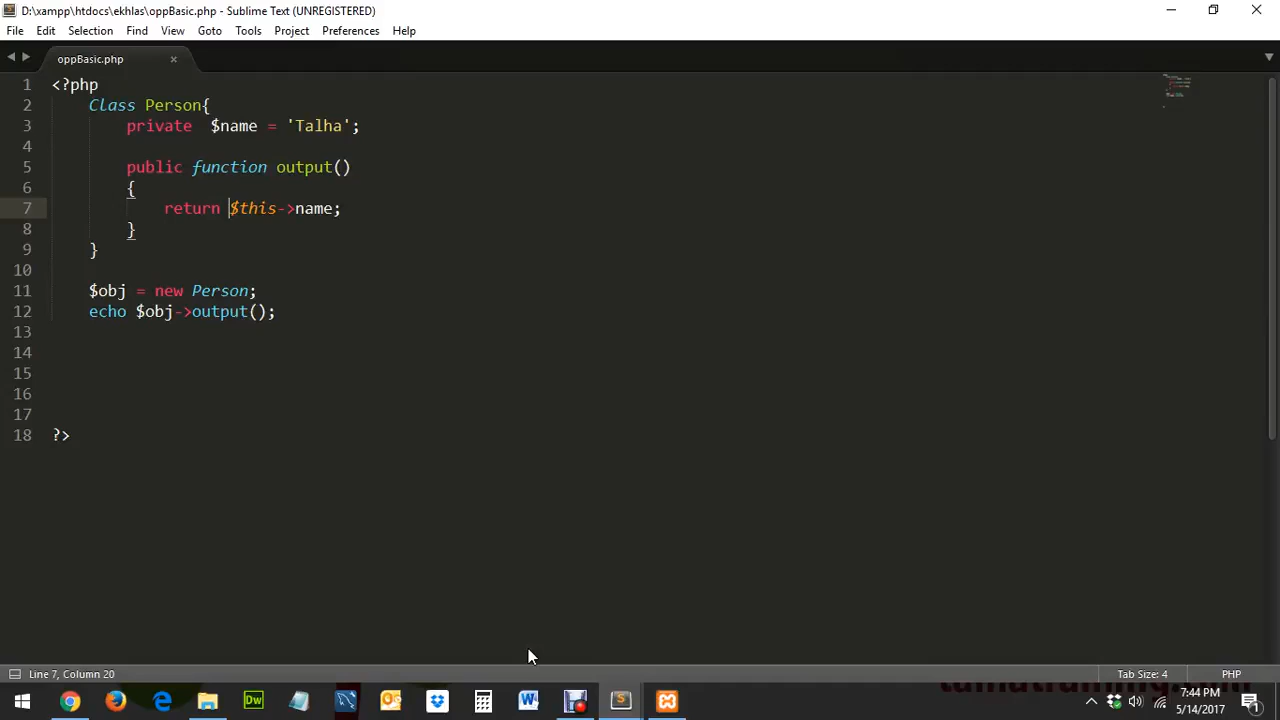 D:\xampp\htdocs\ekhlas\oppBasic.php - Sublime Text (UNREGISTERED)
File Edit Selection Find View Goto Tools Project Preferences Help
oppBasic.php
1 <?php
2 Class Person{
3 private  $name = 'Talha';
4
5 public function output()
6 {
7 return $this->name;
8 }
9 }
10
11 $obj = new Person;
12 echo $obj->output();
13
14
15
16
17
18 ?>
Line 7, Column 20 Tab Size: 4 PHP
7:44 PM
5/14/2017